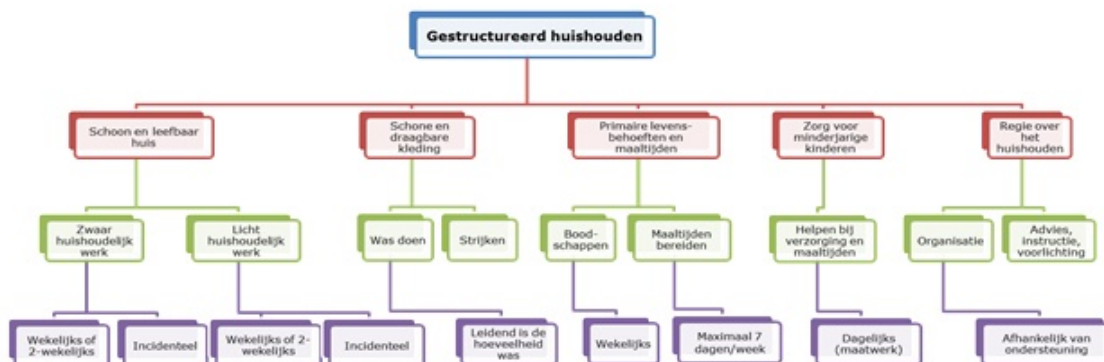 Gestructureerd huishouden
Schoon en leefbaar
huis
Schone en
draagbare
kleding
Primaire levens-
behoeften en
maaltijden
Zorg voor
minderjarige
kinderen
Regie over
het
huishouden
Zwaar
huishoudelijk
werk
Licht
huishoudelijk
werk
Was doen
Strijken
Bood-
schappen
Maaltijden
bereiden
Helpen bij
verzorging en
maaltijden
Organisatie
Advies,
instructie,
voorlichting
Wekelijks of
2-wekelijks
Incidenteel
Wekelijks of 2-
wekelijks
Incidenteel
Leidend is de
hoeveelheid
was
Wekelijks
Maximaal 7
dagen/week
Dagelijks
(maatwerk)
Afhankelijk van
ondersteuning